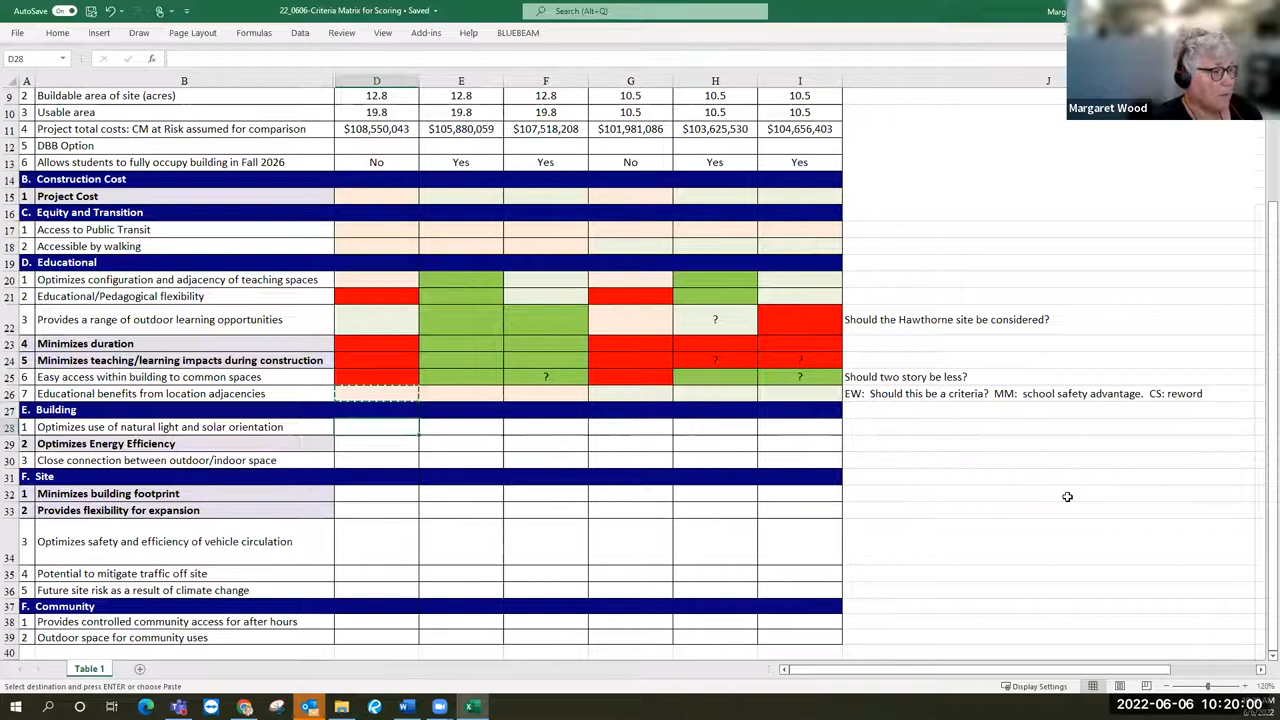 AutoSave On 22_0606-Criteria Matrix for Scoring • Saved Search (Alt+Q) Marg
File Home Insert Draw Page Layout Formulas Data Review View Add-ins Help BLUEBEAM
Margaret Wood
D28 fx
A B D E F G H I J
9 2 Buildable area of site (acres) 12.8 12.8 12.8 10.5 10.5 10.5
10 3 Usable area 19.8 19.8 19.8 10.5 10.5 10.5
11 4 Project total costs: CM at Risk assumed for comparison $108,550,043 $105,880,059 $107,518,208 $101,981,086 $103,625,530 $104,656,403
12 5 DBB Option
13 6 Allows students to fully occupy building in Fall 2026 No Yes Yes No Yes Yes
14 B. Construction Cost
15 1 Project Cost
16 C. Equity and Transition
17 1 Access to Public Transit
18 2 Accessible by walking
19 D. Educational
20 1 Optimizes configuration and adjacency of teaching spaces
21 2 Educational/Pedagogical flexibility
22 3 Provides a range of outdoor learning opportunities ? Should the Hawthorne site be considered?
23 4 Minimizes duration
24 5 Minimizes teaching/learning impacts during construction ? ?
25 6 Easy access within building to common spaces ? ? Should two story be less?
26 7 Educational benefits from location adjacencies EW: Should this be a criteria? MM: school safety advantage. CS: reword
27 E. Building
28 1 Optimizes use of natural light and solar orientation
29 2 Optimizes Energy Efficiency
30 3 Close connection between outdoor/indoor space
31 F. Site
32 1 Minimizes building footprint
33 2 Provides flexibility for expansion
34 3 Optimizes safety and efficiency of vehicle circulation
35 4 Potential to mitigate traffic off site
36 5 Future site risk as a result of climate change
37 F. Community
38 1 Provides controlled community access for after hours
39 2 Outdoor space for community uses
40
Table 1
Select destination and press ENTER or choose Paste Display Settings 120%
2022-06-06 10:20:00